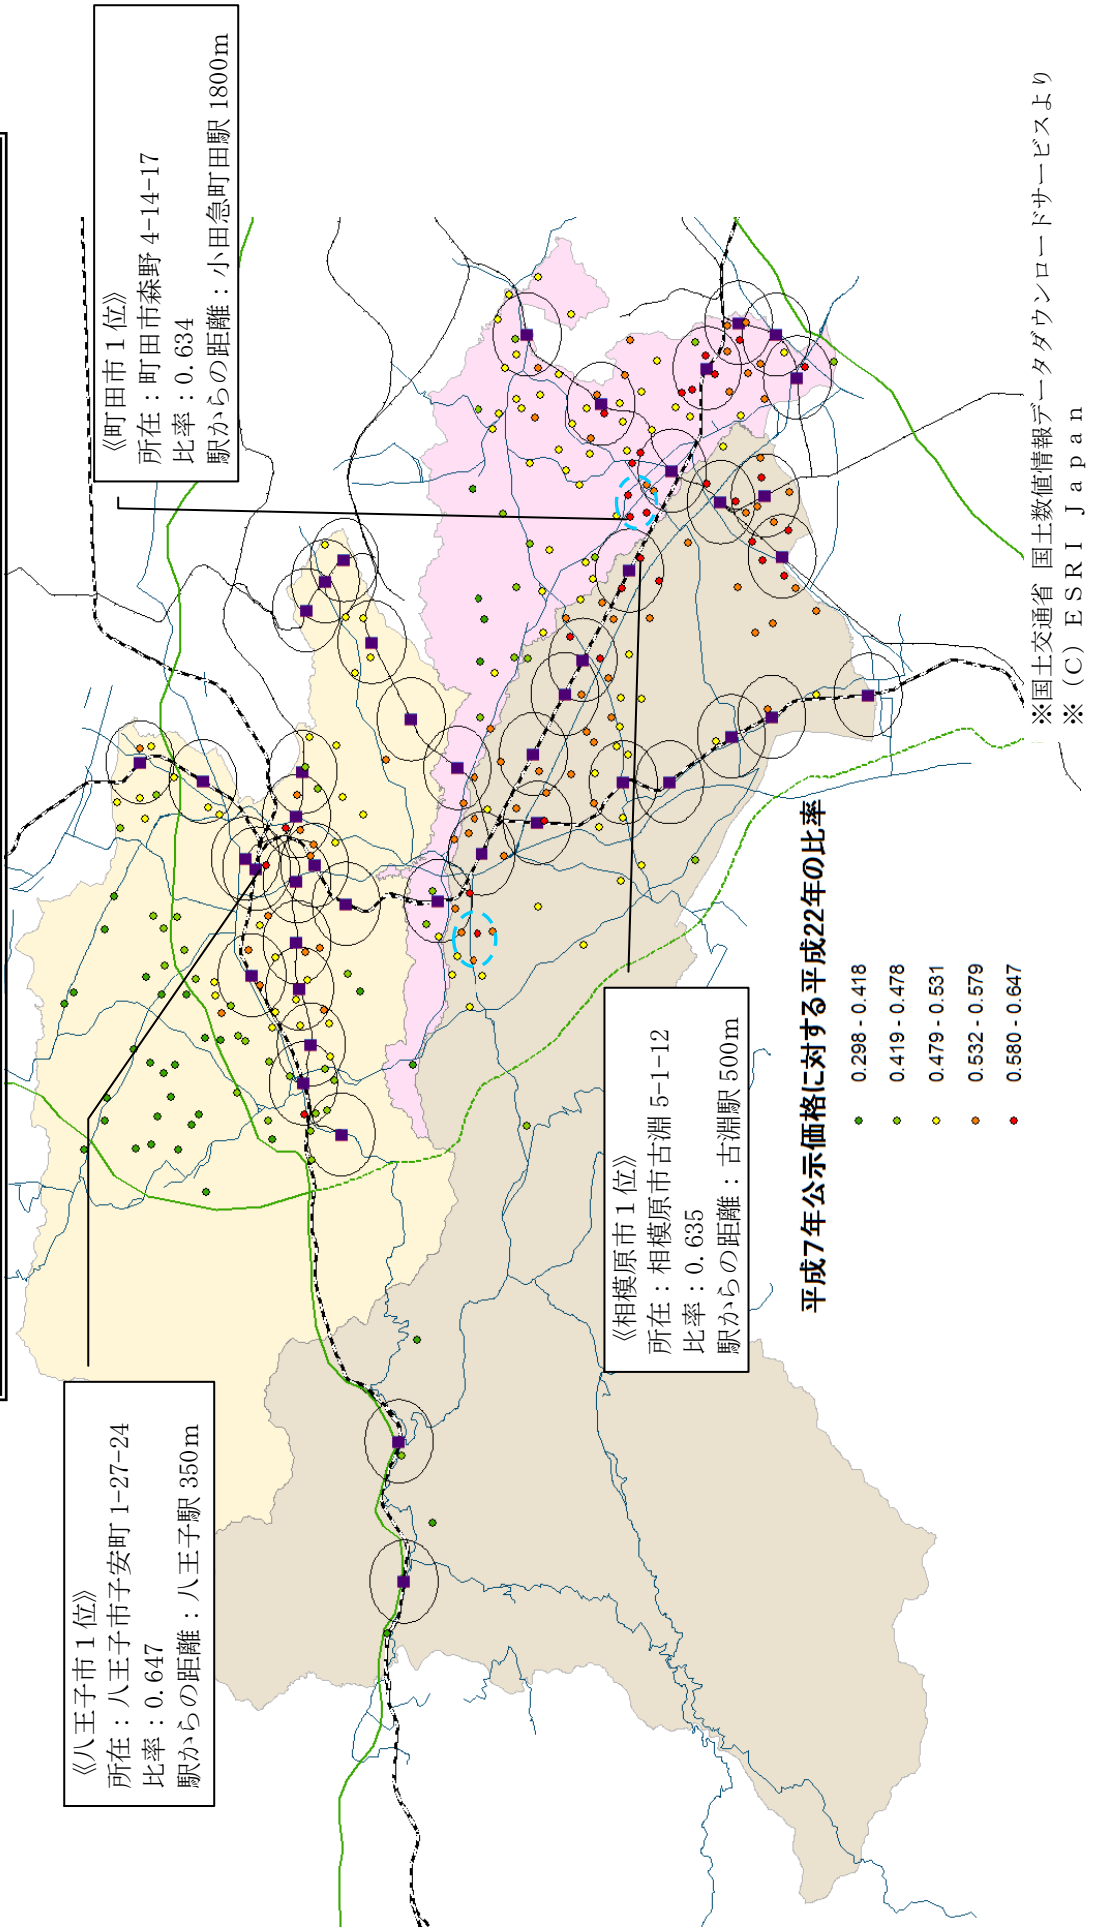 《八王子市1位》
所在：八王子市子安町 1-27-24
比率：0.647
駅からの距離：八王子駅 350m
《町田市1位》
所在：町田市森野 4-14-17
比率：0.634
駅からの距離：小田急町田駅 1800m
《相模原市1位》
所在：相模原市古淵 5-1-12
比率：0.635
駅からの距離：古淵駅 500m
平成7年公示価格に対する平成22年の比率
0.298 - 0.418
0.419 - 0.478
0.479 - 0.531
0.532 - 0.579
0.580 - 0.647
※国土交通省 国土数値情報データダウンロードサービスより
※（C）ESRI Japan